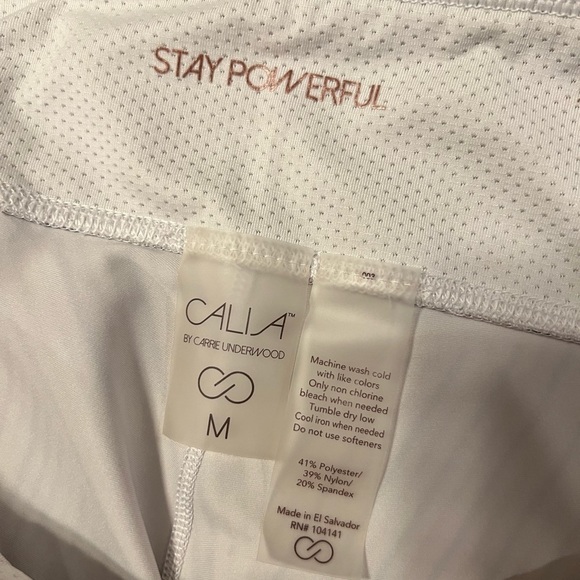 STAY POWERFUL
CALIA™
BY CARRIE UNDERWOOD
M
Machine wash cold
with like colors
Only non chlorine
bleach when needed
Tumble dry low
Cool iron when needed
Do not use softeners
41% Polyester/
39% Nylon/
20% Spandex
Made in El Salvador
RN# 104141